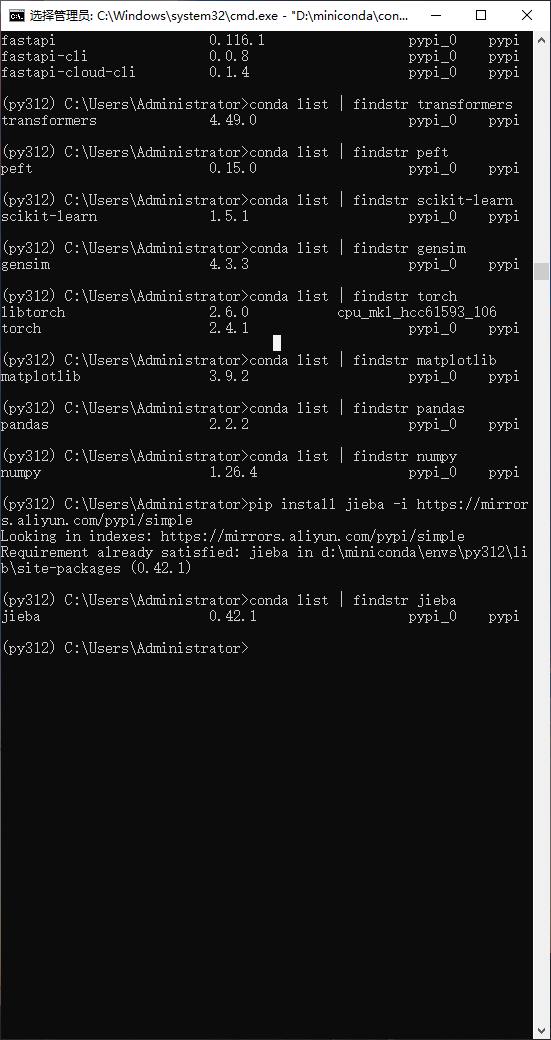 选择管理员: C:\Windows\system32\cmd.exe - "D:\miniconda\con...
fastapi 0.116.1 pypi_0 pypi
fastapi-cli 0.0.8 pypi_0 pypi
fastapi-cloud-cli 0.1.4 pypi_0 pypi
(py312) C:\Users\Administrator>conda list | findstr transformers
transformers 4.49.0 pypi_0 pypi
(py312) C:\Users\Administrator>conda list | findstr peft
peft 0.15.0 pypi_0 pypi
(py312) C:\Users\Administrator>conda list | findstr scikit-learn
scikit-learn 1.5.1 pypi_0 pypi
(py312) C:\Users\Administrator>conda list | findstr gensim
gensim 4.3.3 pypi_0 pypi
(py312) C:\Users\Administrator>conda list | findstr torch
libtorch 2.6.0 cpu_mkl_hcc61593_106
torch 2.4.1 pypi_0 pypi
(py312) C:\Users\Administrator>conda list | findstr matplotlib
matplotlib 3.9.2 pypi_0 pypi
(py312) C:\Users\Administrator>conda list | findstr pandas
pandas 2.2.2 pypi_0 pypi
(py312) C:\Users\Administrator>conda list | findstr numpy
numpy 1.26.4 pypi_0 pypi
(py312) C:\Users\Administrator>pip install jieba -i https://mirror
s.aliyun.com/pypi/simple
Looking in indexes: https://mirrors.aliyun.com/pypi/simple
Requirement already satisfied: jieba in d:\miniconda\envs\py312\li
b\site-packages (0.42.1)
(py312) C:\Users\Administrator>conda list | findstr jieba
jieba 0.42.1 pypi_0 pypi
(py312) C:\Users\Administrator>